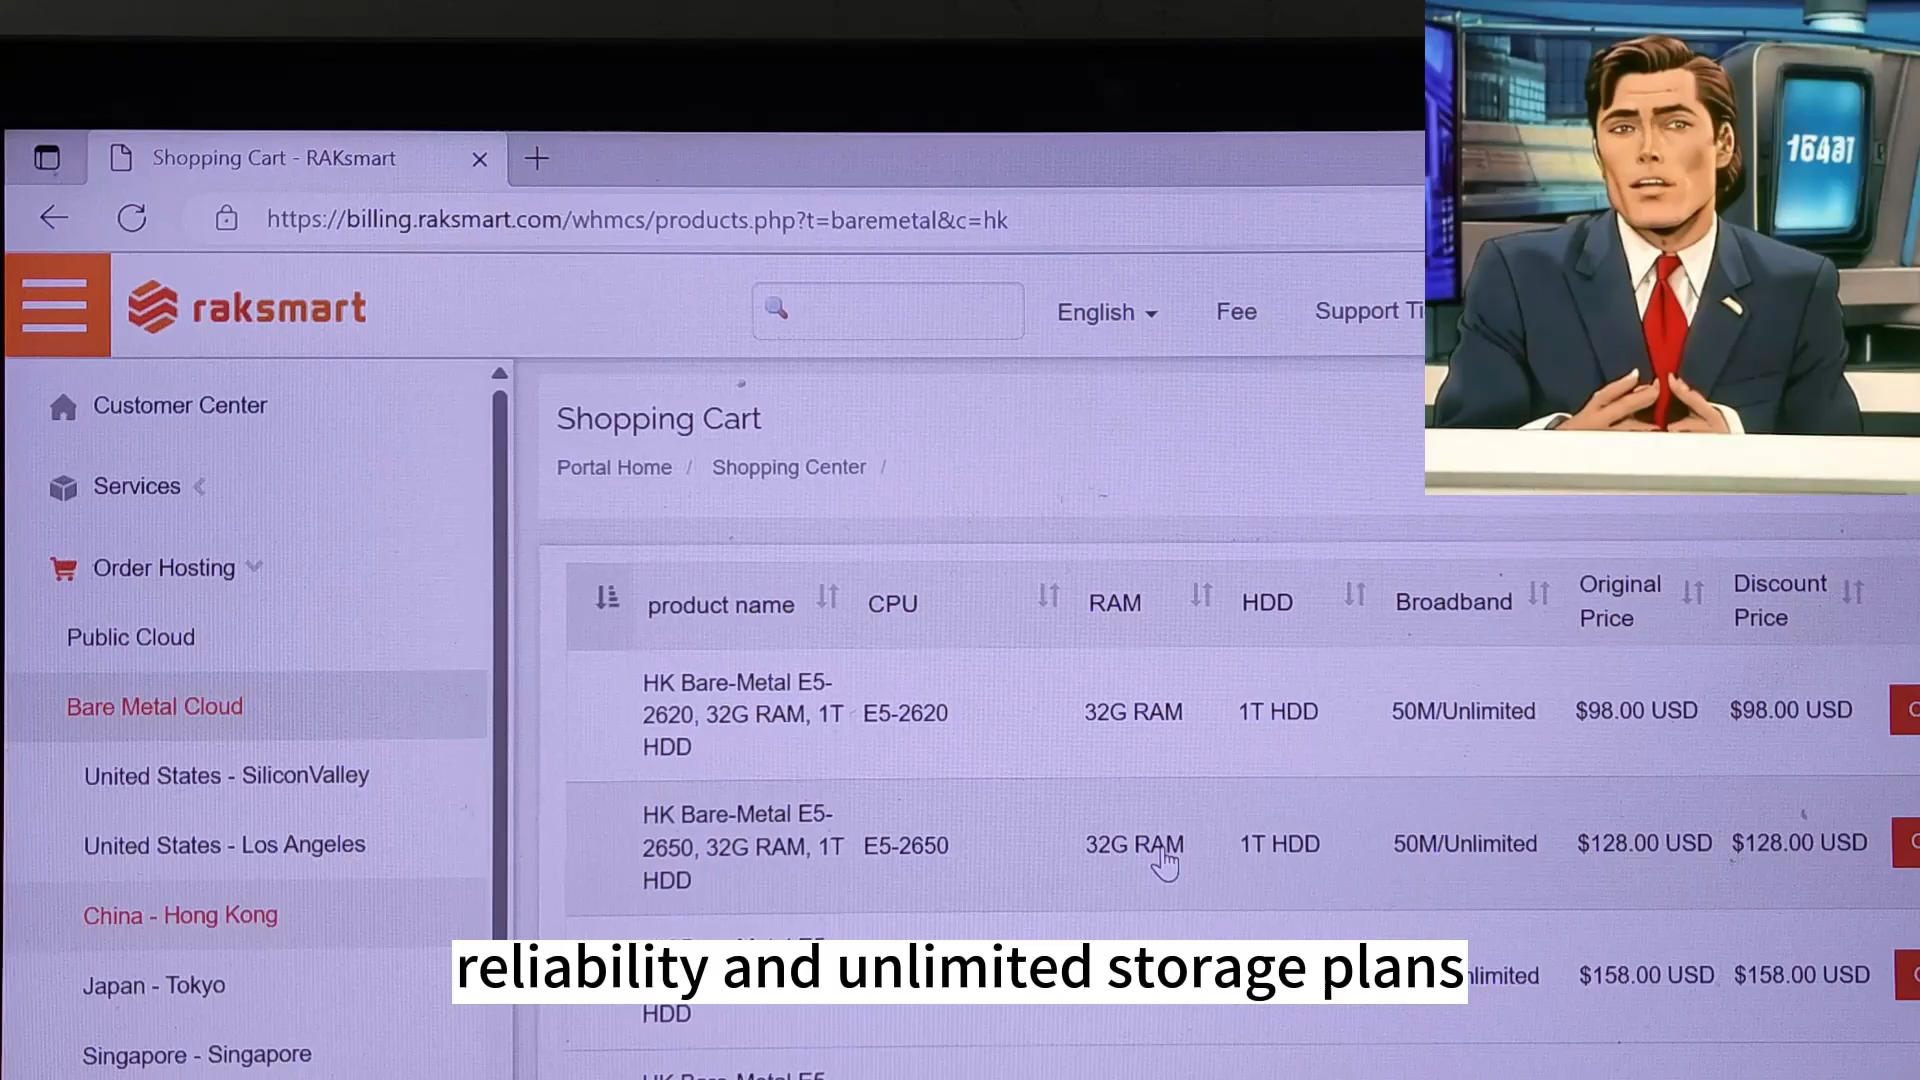 Shopping Cart - RAKsmart
https://billing.raksmart.com/whmcs/products.php?t=baremetal&c=hk
raksmart
English
Fee
Support
Customer Center
Services
Order Hosting
Public Cloud
Bare Metal Cloud
United States - SiliconValley
United States - Los Angeles
China - Hong Kong
Japan - Tokyo
Singapore - Singapore
Shopping Cart
Portal Home / Shopping Center /
product name CPU RAM HDD Broadband Original Price Discount Price
HK Bare-Metal E5-
2620, 32G RAM, 1T E5-2620 32G RAM 1T HDD 50M/Unlimited $98.00 USD $98.00 USD
HDD
HK Bare-Metal E5-
2650, 32G RAM, 1T E5-2650 32G RAM 1T HDD 50M/Unlimited $128.00 USD $128.00 USD
HDD
$158.00 USD $158.00 USD
HDD
reliability and unlimited storage plans